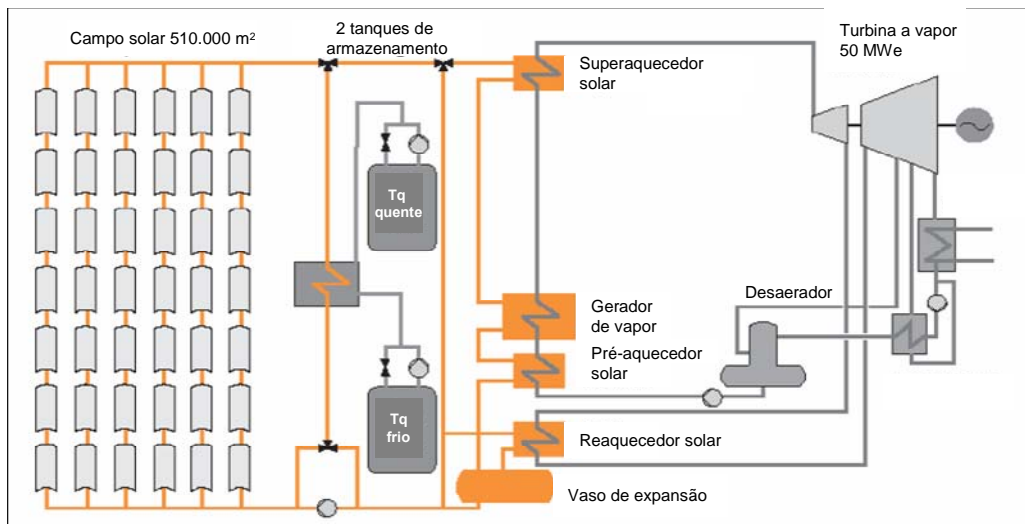 Campo solar 510.000 m²
2 tanques de
armazenamento
Turbina a vapor
50 MWe
Superaquecedor
solar
Tq
quente
Desaerador
Gerador
de vapor
Pré-aquecedor
solar
Tq
frio
Reaquecedor solar
Vaso de expansão